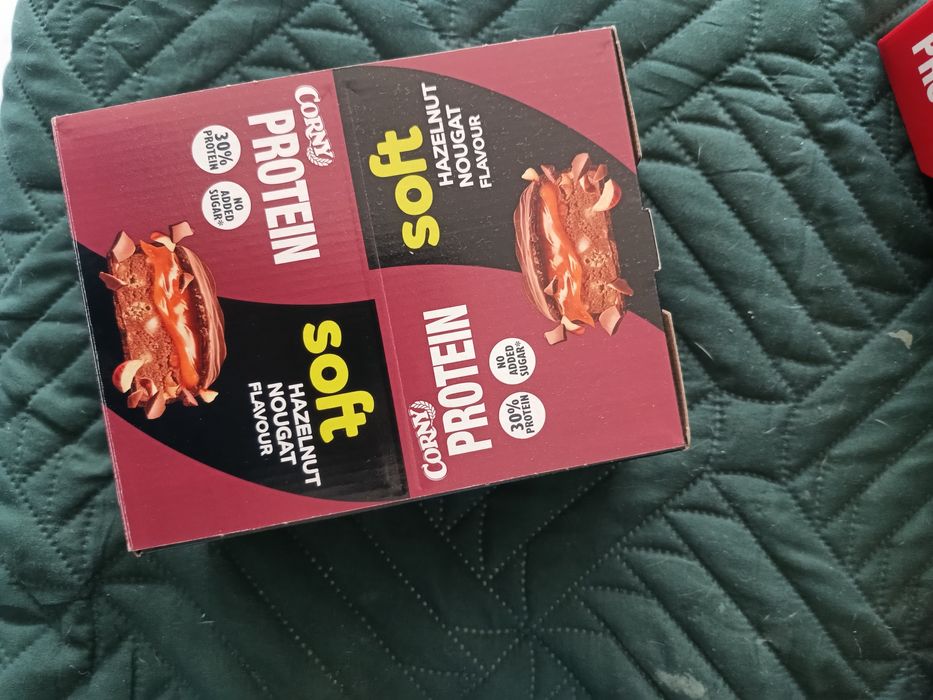 CORNY
PROTEIN
30%
PROTEIN
NO
ADDED
SUGAR*
soft
HAZELNUT
NOUGAT
FLAVOUR
CORNY
PROTEIN
30%
PROTEIN
NO
ADDED
SUGAR*
soft
HAZELNUT
NOUGAT
FLAVOUR